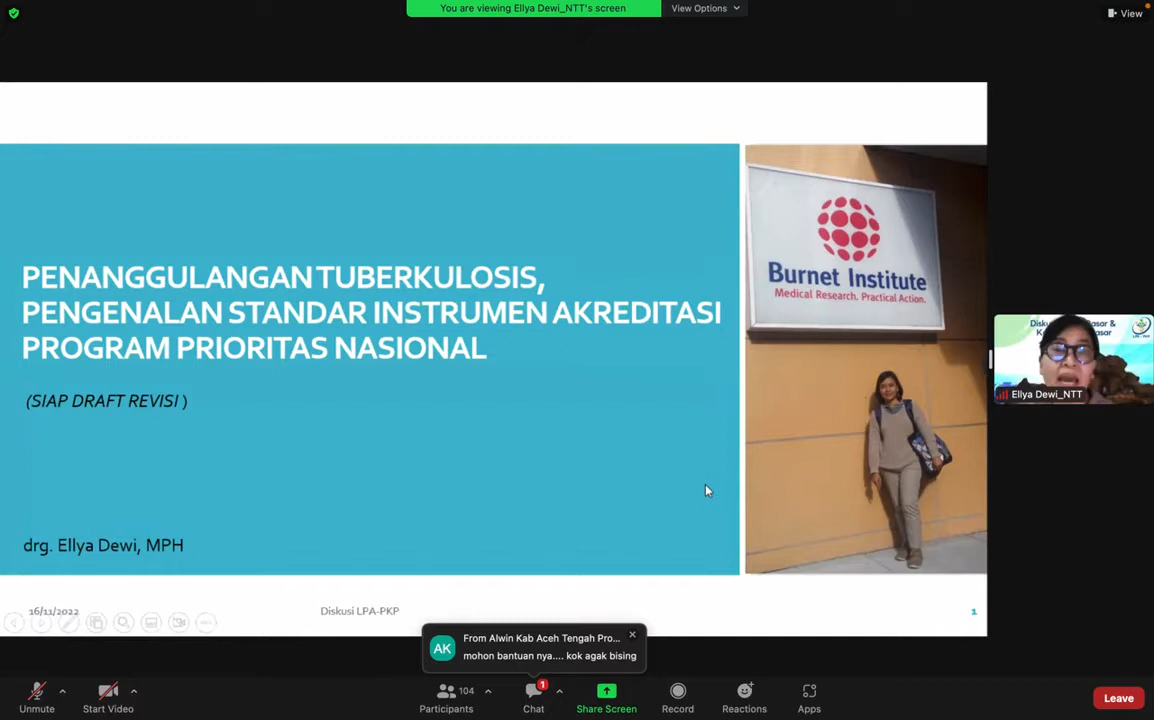 You are viewing Ellya Dewi_NTT's screen
View Options
View
PENANGGULANGAN TUBERKULOSIS,
PENGENALAN STANDAR INSTRUMEN AKREDITASI
PROGRAM PRIORITAS NASIONAL
(SIAP DRAFT REVISI )
drg. Ellya Dewi, MPH
Burnet Institute
Medical Research. Practical Action.
Ellya Dewi_NTT
16/11/2022
Diskusi LPA-PKP
1
AK
From Alwin Kab Aceh Tengah Pro...
mohon bantuan nya.... kok agak bising
Unmute
Start Video
104
Participants
1
Chat
Share Screen
Record
Reactions
Apps
Leave